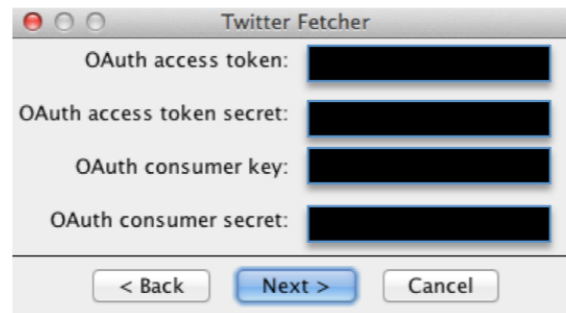 Twitter Fetcher
OAuth access token:
OAuth access token secret:
OAuth consumer key:
OAuth consumer secret:
< Back Next > Cancel